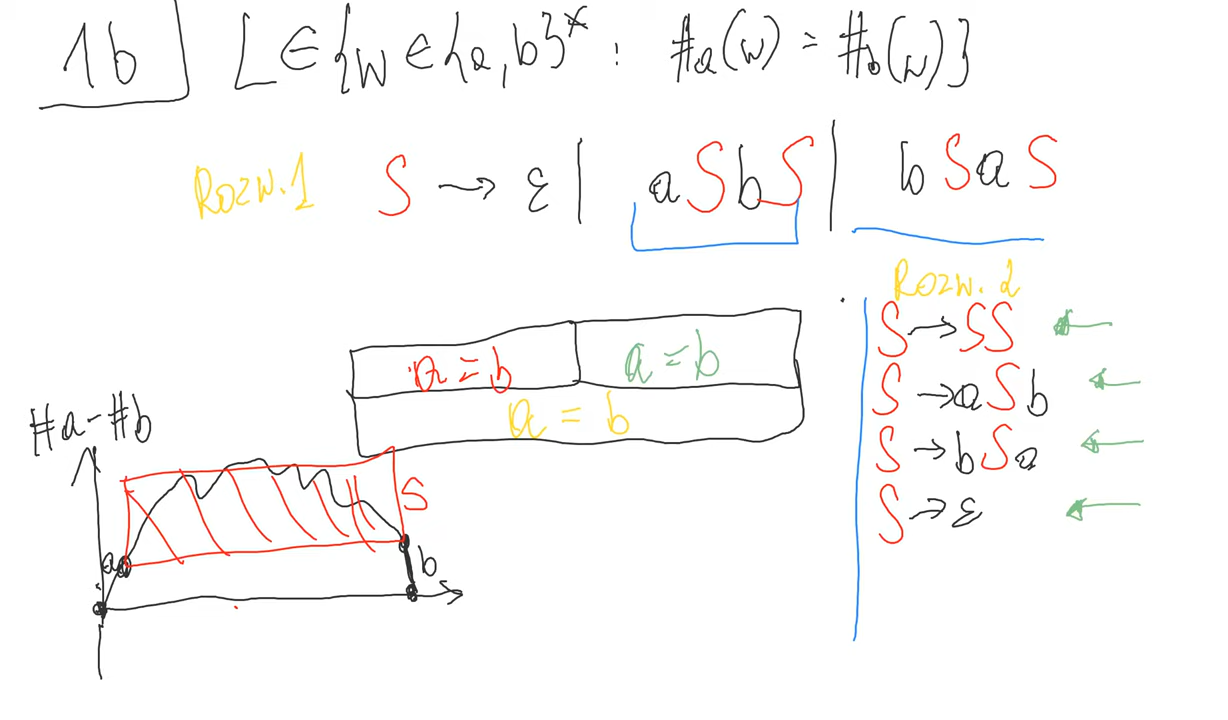 1b L ∈ {w ∈ {a, b}* : #a(w) = #b(w)}
Rozw. 1 S → ε | aSbS | bSaS
Rozw. 2
S → SS
S → aSb
S → bSa
S → ε
a = b a = b
a = b
#a-#b
S
a
b